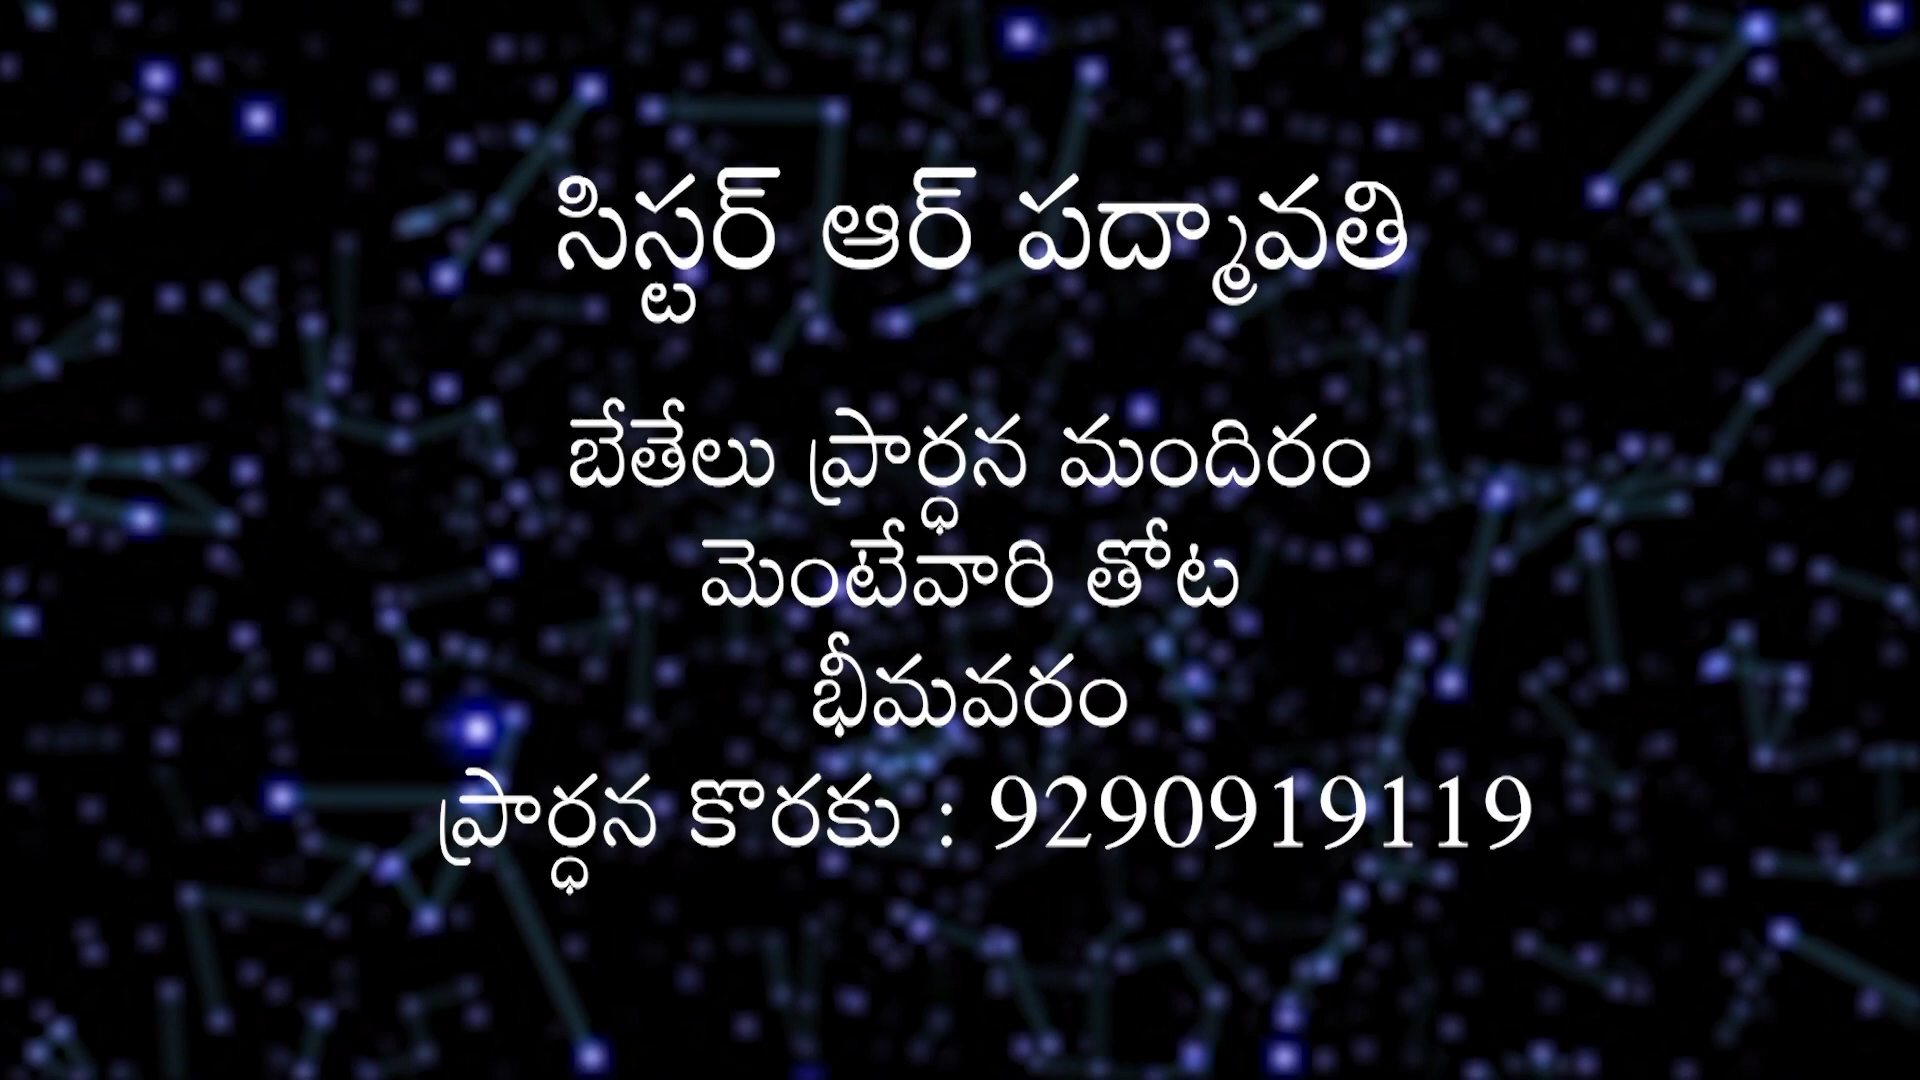 సిస్టర్ ఆర్ పద్మావతి
బేతేలు ప్రార్ధన మందిరం
మెంటేవారి తోట
భీమవరం
ప్రార్ధన కొరకు : 9290919119